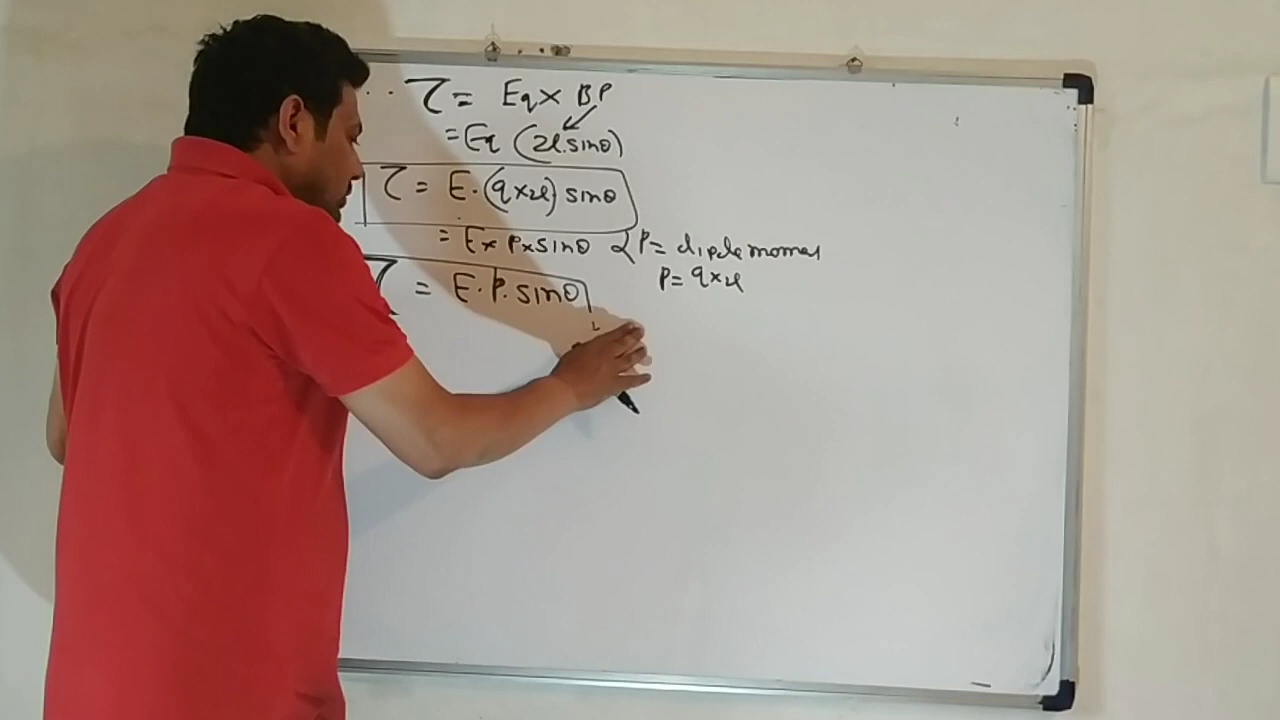 ∴ τ = Eq × BP
= Eq (2l.sinθ)
τ = E.(q×2l) sinθ
= E× P× sinθ & P = dipole moment
P = q×2l
τ = E.P. sinθ